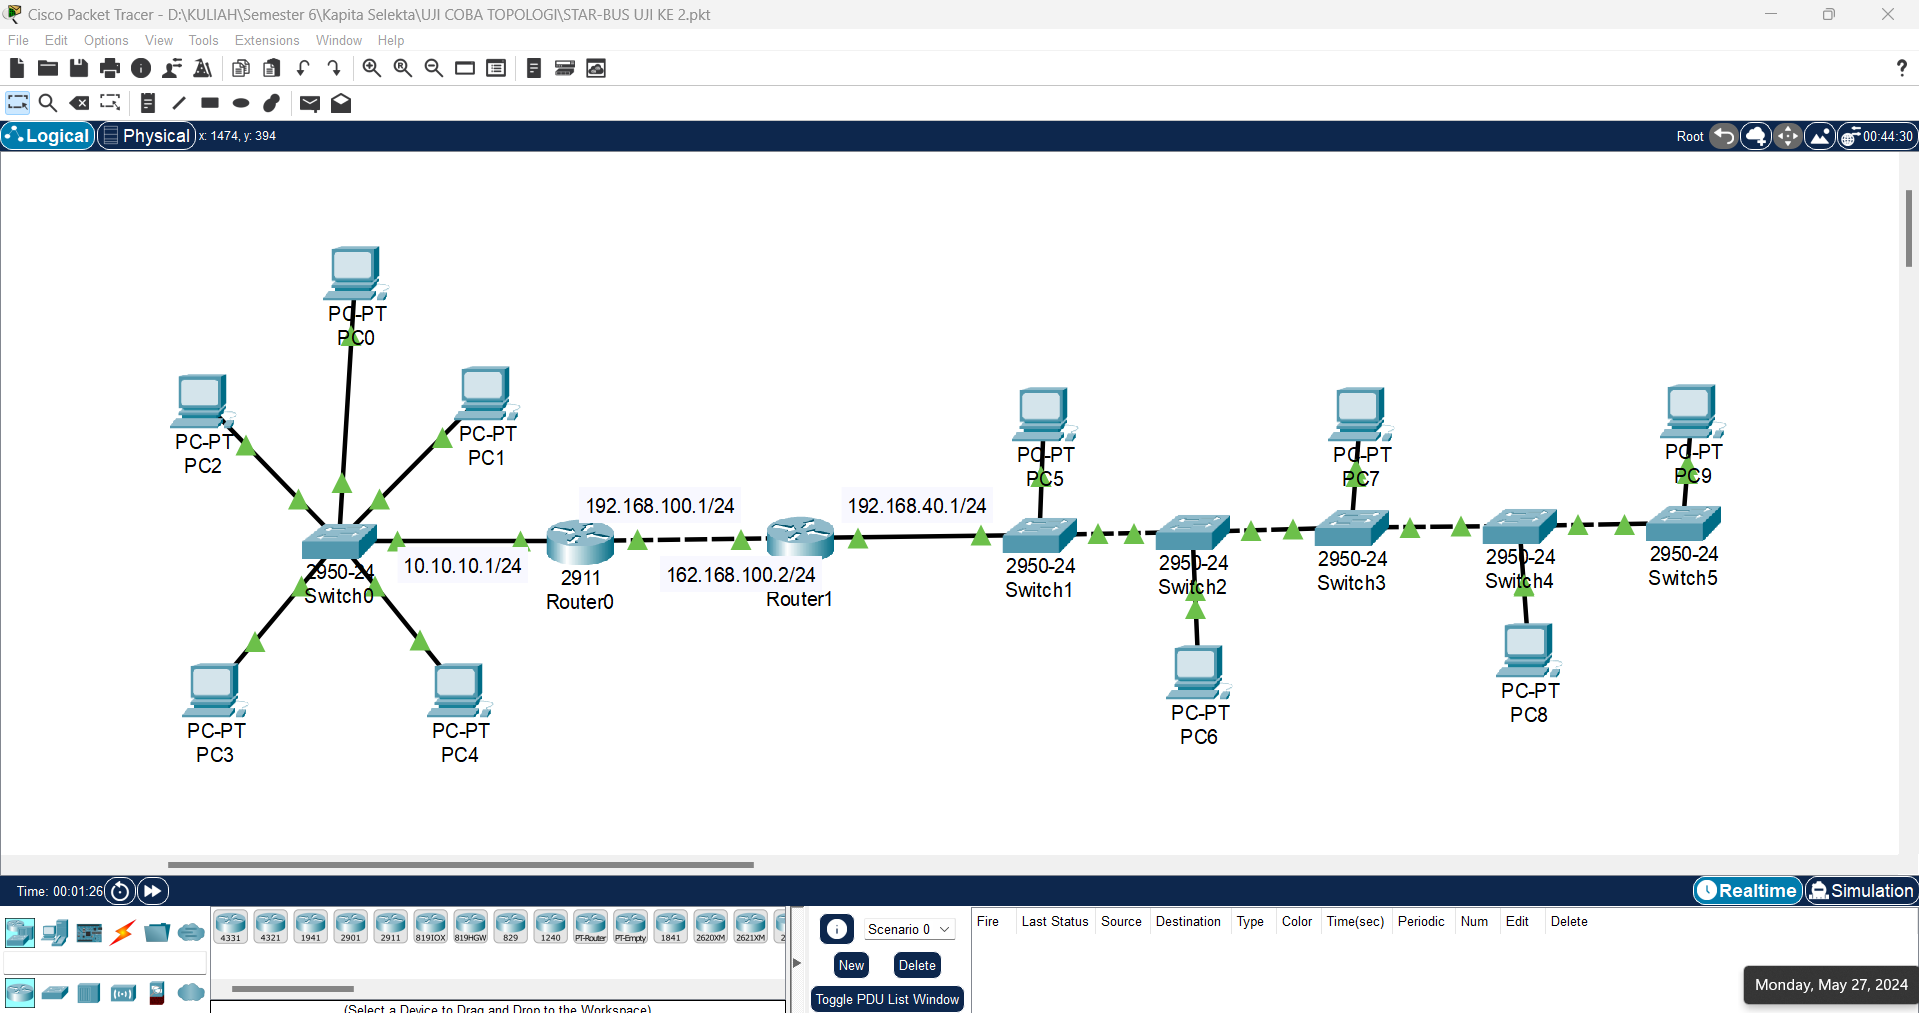 Cisco Packet Tracer - D:\KULIAH\Semester 6\Kapita Selekta\UJI COBA TOPOLOGI\STAR-BUS UJI KE 2.pkt
File Edit Options View Tools Extensions Window Help
?
Logical Physical x: 1474, y: 394 Root 00:44:30
PC-PT
PC0
PC-PT
PC2
PC-PT
PC1
PC-PT
PC5
PC-PT
PC7
PC-PT
PC9
192.168.100.1/24
192.168.40.1/24
10.10.10.1/24
162.168.100.2/24
2950-24
Switch0
2911
Router0
Router1
2950-24
Switch1
2950-24
Switch2
2950-24
Switch3
2950-24
Switch4
2950-24
Switch5
PC-PT
PC3
PC-PT
PC4
PC-PT
PC6
PC-PT
PC8
Time: 00:01:26 Realtime Simulation
4331 4321 1941 2901 2911 819IOX 819HGW 829 1240 PT-Router PT-Empty 1841 2620XM 2621XM 2
(Select a Device to Drag and Drop to the Workspace)
Scenario 0
New Delete
Toggle PDU List Window
Fire Last Status Source Destination Type Color Time(sec) Periodic Num Edit Delete
Monday, May 27, 2024